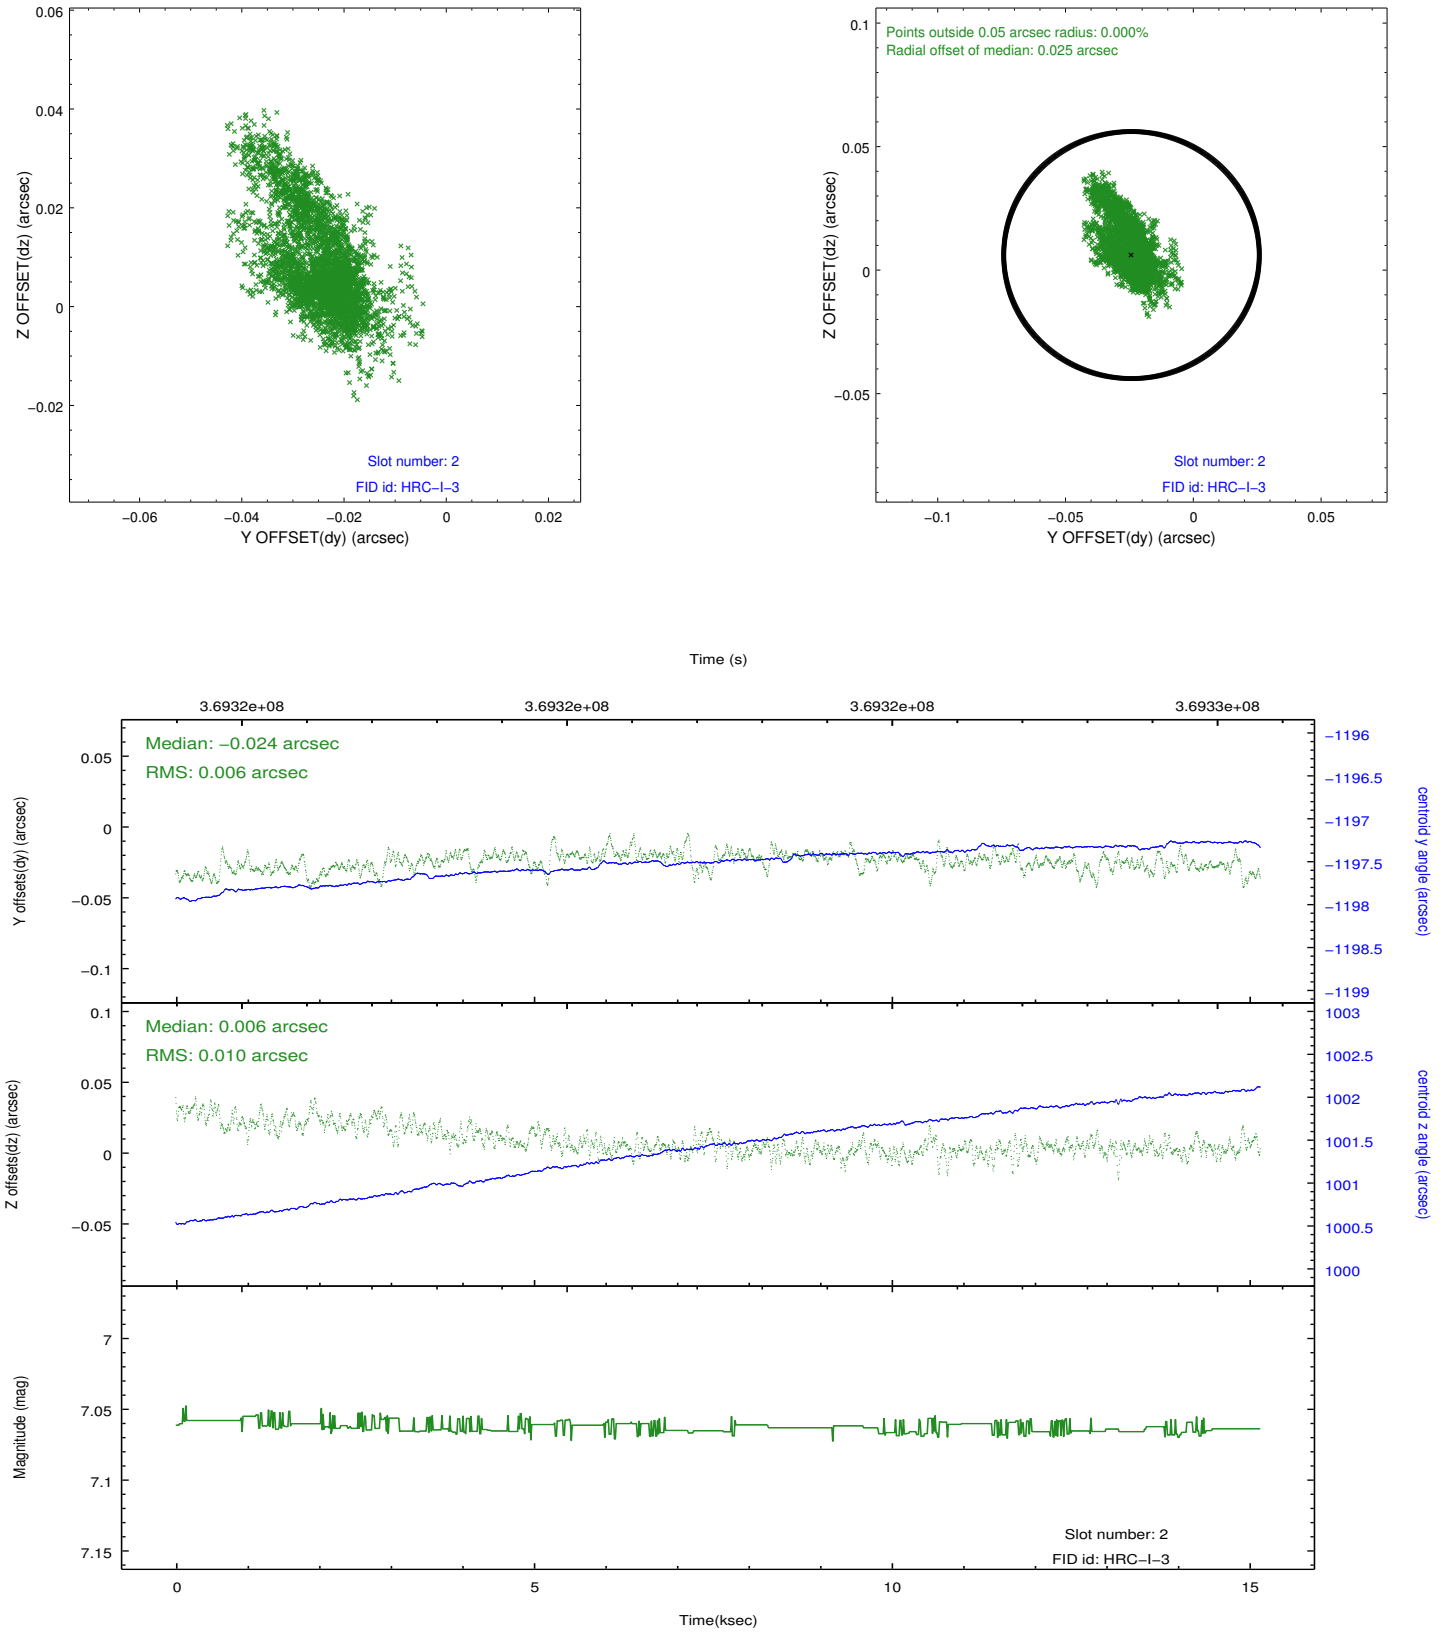 0.06
0.04
0.02
0
−0.02
Z OFFSET(dz) (arcsec)
Slot number: 2
FID id: HRC−I−3
−0.06
−0.04
−0.02
0
0.02
Y OFFSET(dy) (arcsec)
Points outside 0.05 arcsec radius: 0.000%
Radial offset of median: 0.025 arcsec
0.1
0.05
0
−0.05
Z OFFSET(dz) (arcsec)
Slot number: 2
FID id: HRC−I−3
−0.1
−0.05
0
0.05
Y OFFSET(dy) (arcsec)
Time (s)
3.6932e+08
3.6932e+08
3.6932e+08
3.6933e+08
Median: −0.024 arcsec
RMS: 0.006 arcsec
0.05
0
−0.05
−0.1
Y offsets(dy) (arcsec)
−1196
−1196.5
−1197
−1197.5
−1198
−1198.5
−1199
centroid y angle (arcsec)
Median: 0.006 arcsec
RMS: 0.010 arcsec
0.1
0.05
0
−0.05
Z offsets(dz) (arcsec)
1003
1002.5
1002
1001.5
1001
1000.5
1000
centroid z angle (arcsec)
7
7.05
7.1
7.15
Magnitude (mag)
Slot number: 2
FID id: HRC−I−3
0
5
10
15
Time(ksec)